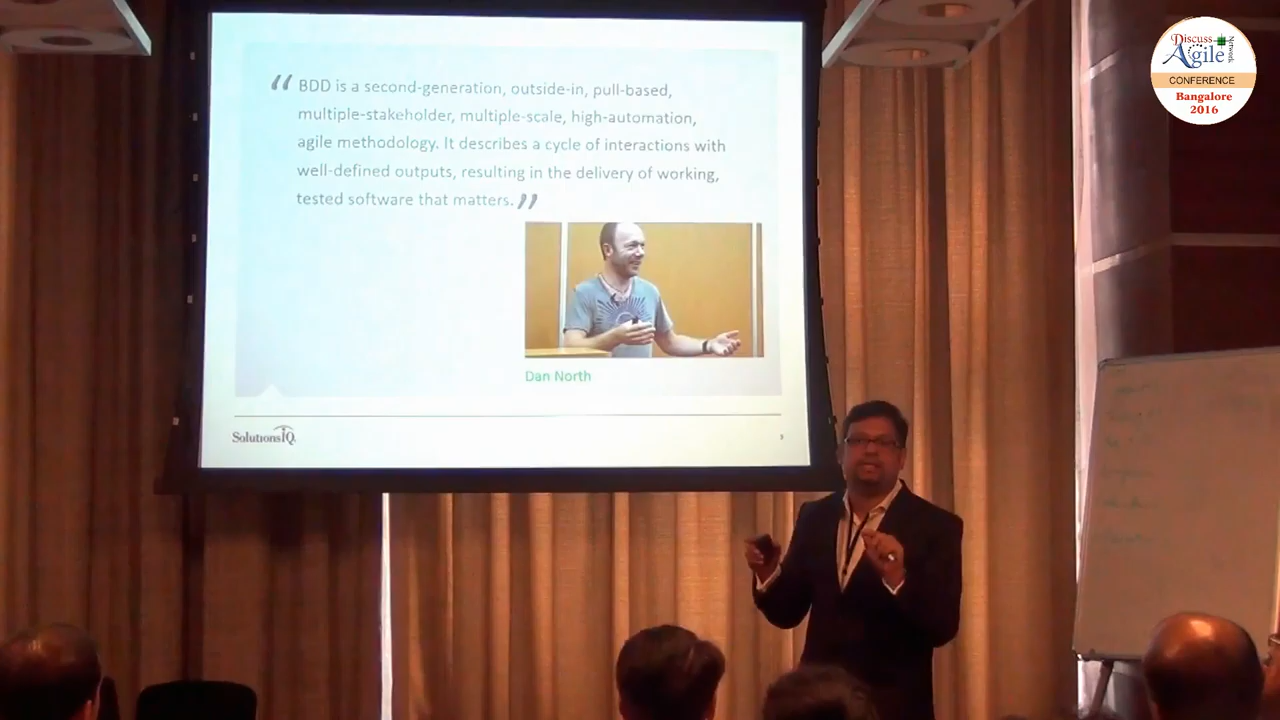 “ BDD is a second-generation, outside-in, pull-based,
multiple-stakeholder, multiple-scale, high-automation,
agile methodology. It describes a cycle of interactions with
well-defined outputs, resulting in the delivery of working,
tested software that matters. ”
Dan North
SolutionsIQ
Discuss
Agile
Network
CONFERENCE
Bangalore
2016